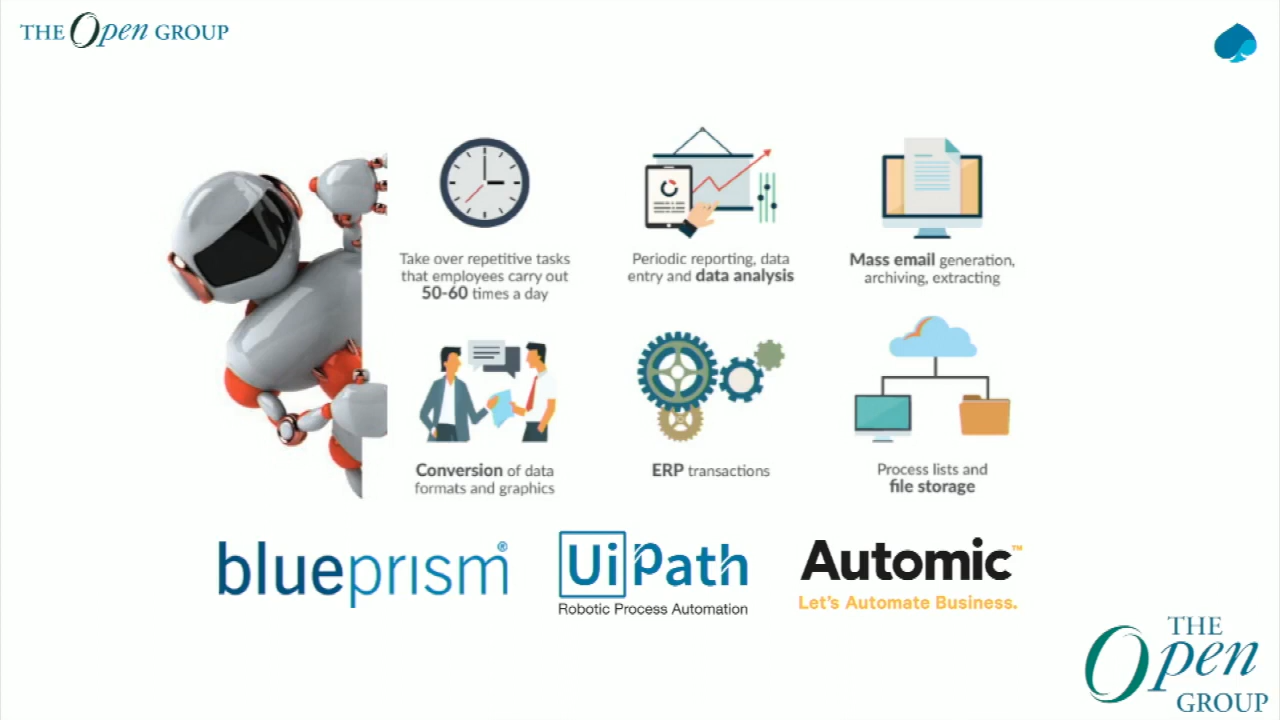 THE Open GROUP
Take over repetitive tasks
that employees carry out
50-60 times a day
Periodic reporting, data
entry and data analysis
Mass email generation,
archiving, extracting
Conversion of data
formats and graphics
ERP transactions
Process lists and
file storage
blueprism®
UiPath
Robotic Process Automation
Automic™
Let's Automate Business.
THE
Open
GROUP